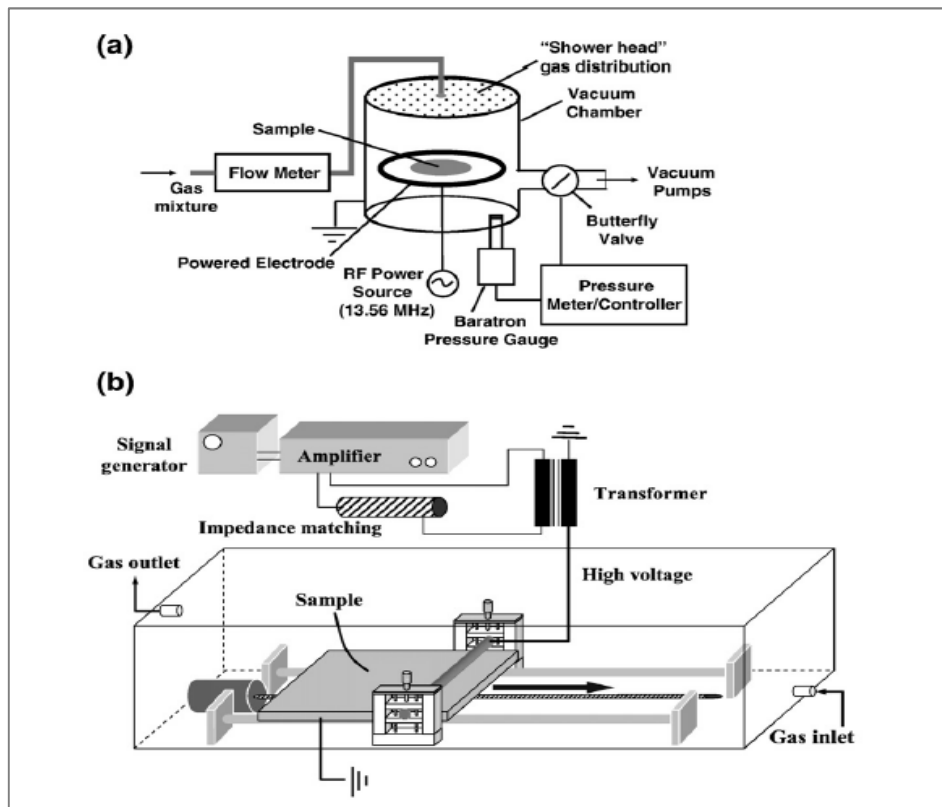 (a)
"Shower head"
gas distribution
Vacuum
Chamber
Sample
Flow Meter
Gas
mixture
Vacuum
Pumps
Butterfly
Valve
Powered Electrode
RF Power
Source
(13.56 MHz)
Baratron
Pressure Gauge
Pressure
Meter/Controller
(b)
Signal
generator
Amplifier
Transformer
Impedance matching
Gas outlet
High voltage
Sample
Gas inlet